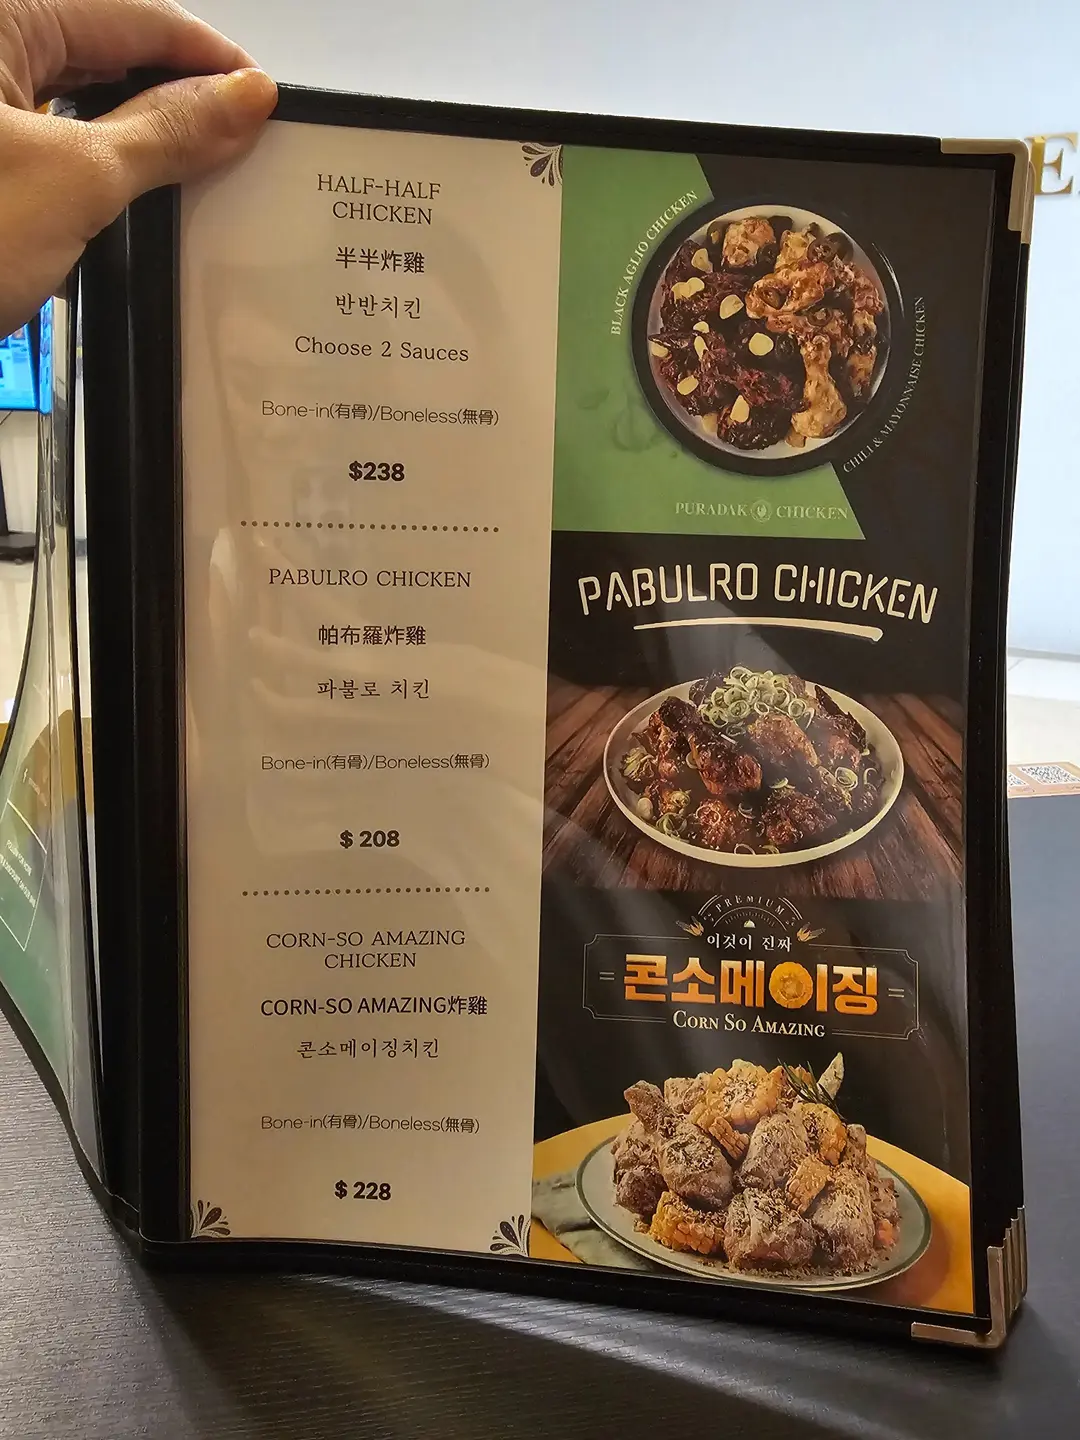 HALF-HALF
CHICKEN
半半炸雞
반반치킨
Choose 2 Sauces
Bone-in(有骨)/Boneless(無骨)
$238
PABULRO CHICKEN
帕布羅炸雞
파불로 치킨
Bone-in(有骨)/Boneless(無骨)
$ 208
CORN-SO AMAZING
CHICKEN
CORN-SO AMAZING炸雞
콘소메이징치킨
Bone-in(有骨)/Boneless(無骨)
$ 228
BLACK AGLIO CHICKEN
CHILI & MAYONNAISE CHICKEN
PURADAK CHICKEN
PABULRO CHICKEN
PREMIUM
이것이 진짜
콘소메이징
CORN SO AMAZING